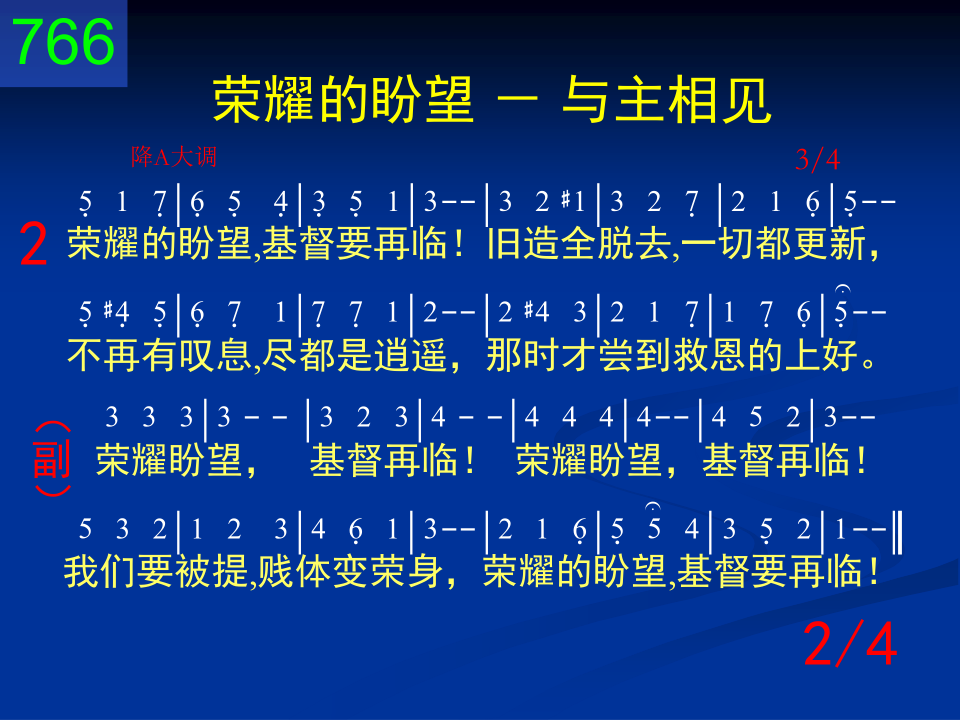 766
荣耀的盼望 － 与主相见
降A大调 3/4
5̣ 1 7̣|6̣ 5̣ 4̣|3̣ 5̣ 1|3--|3 2 #1|3 2 7̣|2 1 6̣|5̣--
2 荣耀的盼望,基督要再临！旧造全脱去,一切都更新，
5̣ #4̣ 5̣|6̣ 7̣ 1|7̣ 7̣ 1|2--|2 #4 3|2 1 7̣|1 7̣ 6̣|5̣--
不再有叹息,尽都是逍遥，那时才尝到救恩的上好。
3 3 3|3 - - |3 2 3|4 - -|4 4 4|4--|4 5 2|3--
（副） 荣耀盼望， 基督再临！ 荣耀盼望，基督再临！
5 3 2|1 2 3|4 6̣ 1|3--|2 1 6̣|5̣ 5̣ 4|3 5̣ 2|1--‖
我们要被提,贱体变荣身，荣耀的盼望,基督要再临！
2/4